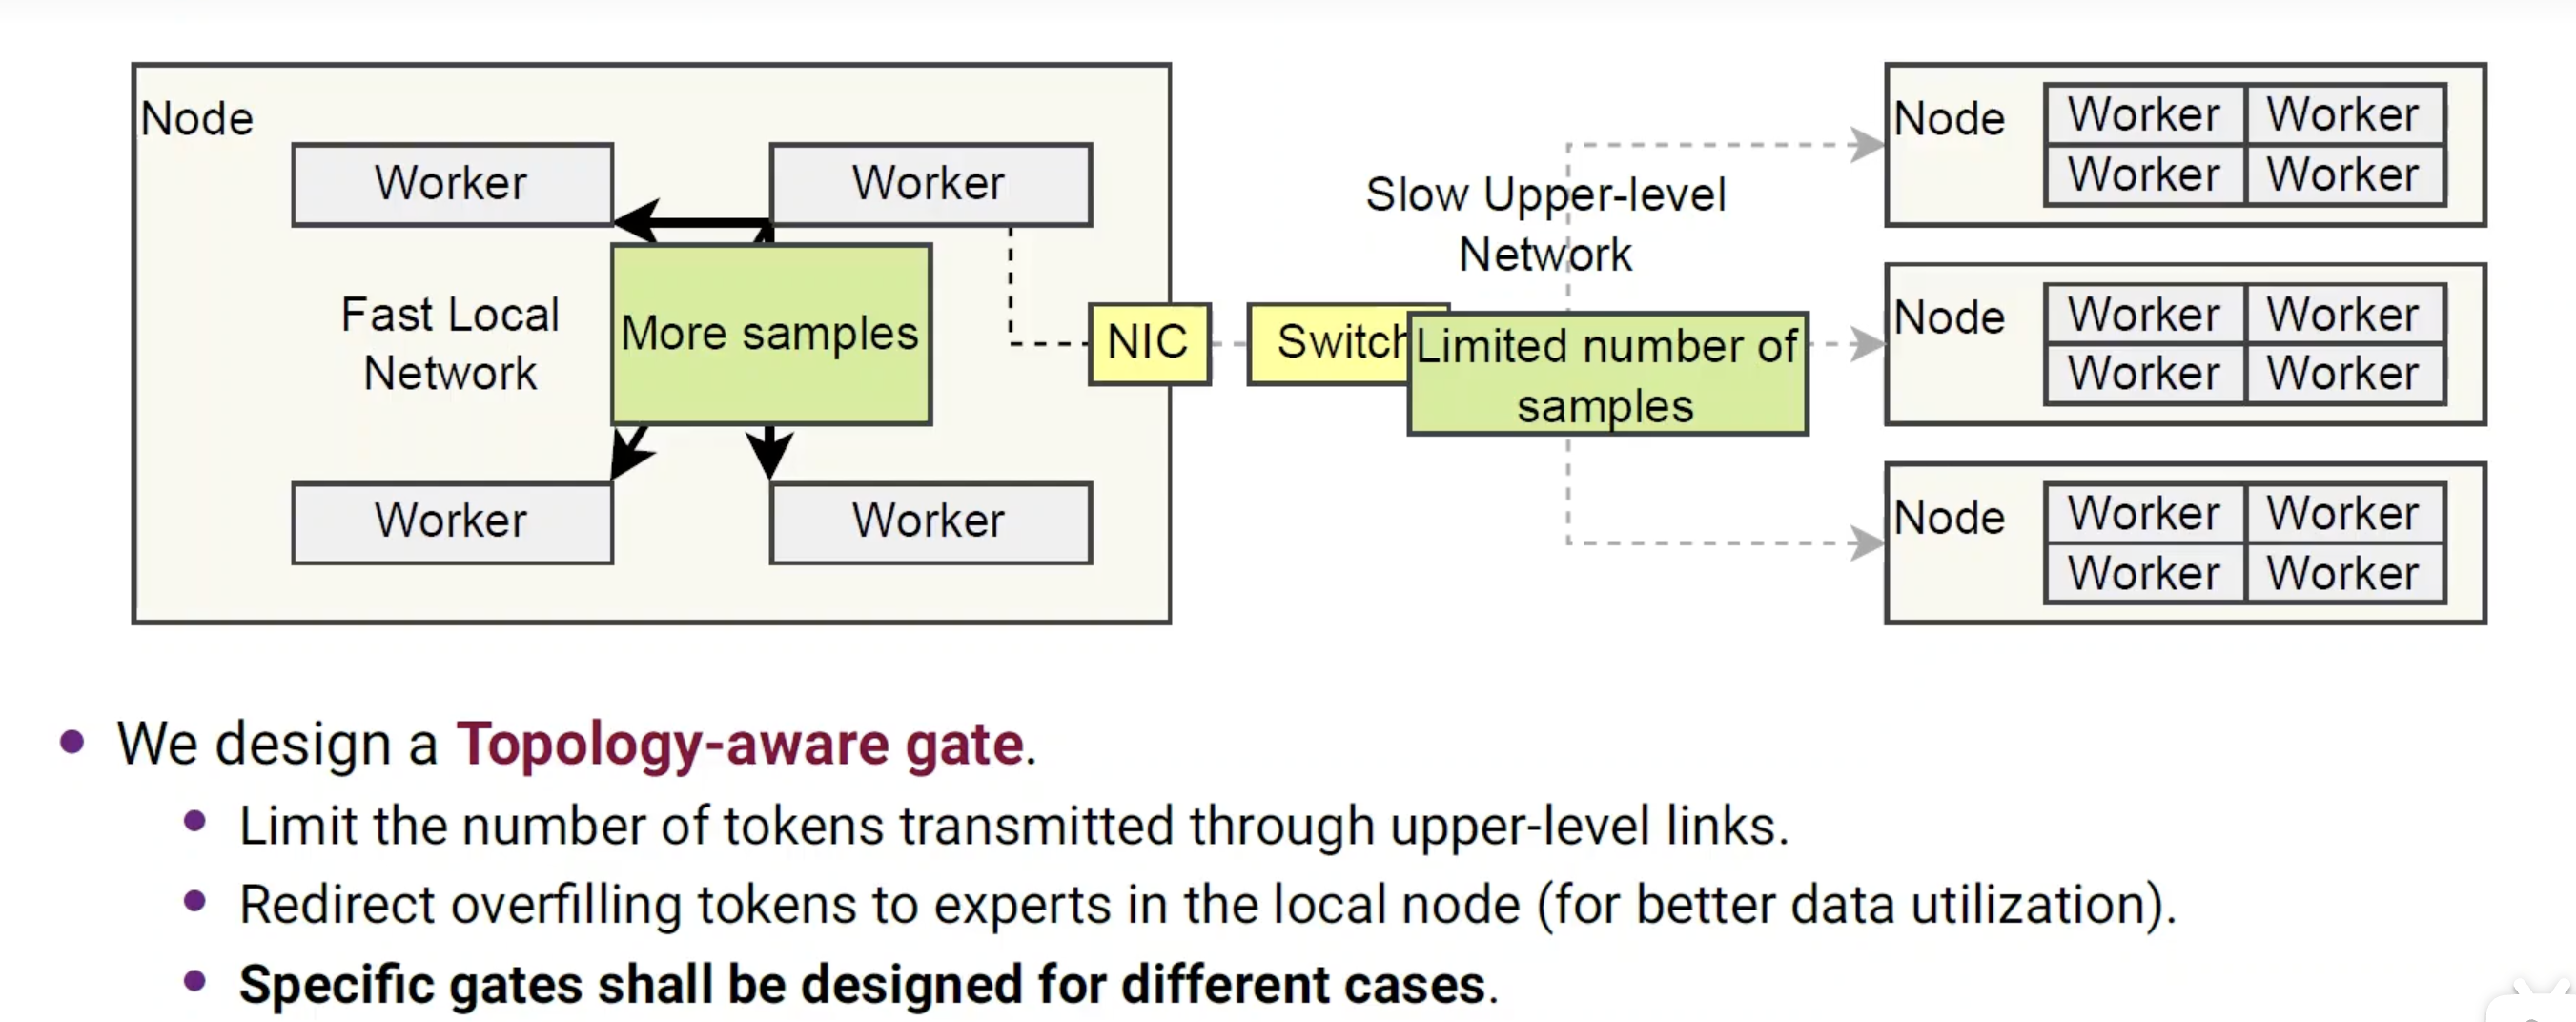 Node
Worker
Worker
Fast Local
Network
More samples
Worker
Worker
NIC
Switch
Slow Upper-level
Network
Limited number of
samples
Node
Worker Worker
Worker Worker
Node
Worker Worker
Worker Worker
Node
Worker Worker
Worker Worker
• We design a Topology-aware gate.
• Limit the number of tokens transmitted through upper-level links.
• Redirect overfilling tokens to experts in the local node (for better data utilization).
• Specific gates shall be designed for different cases.